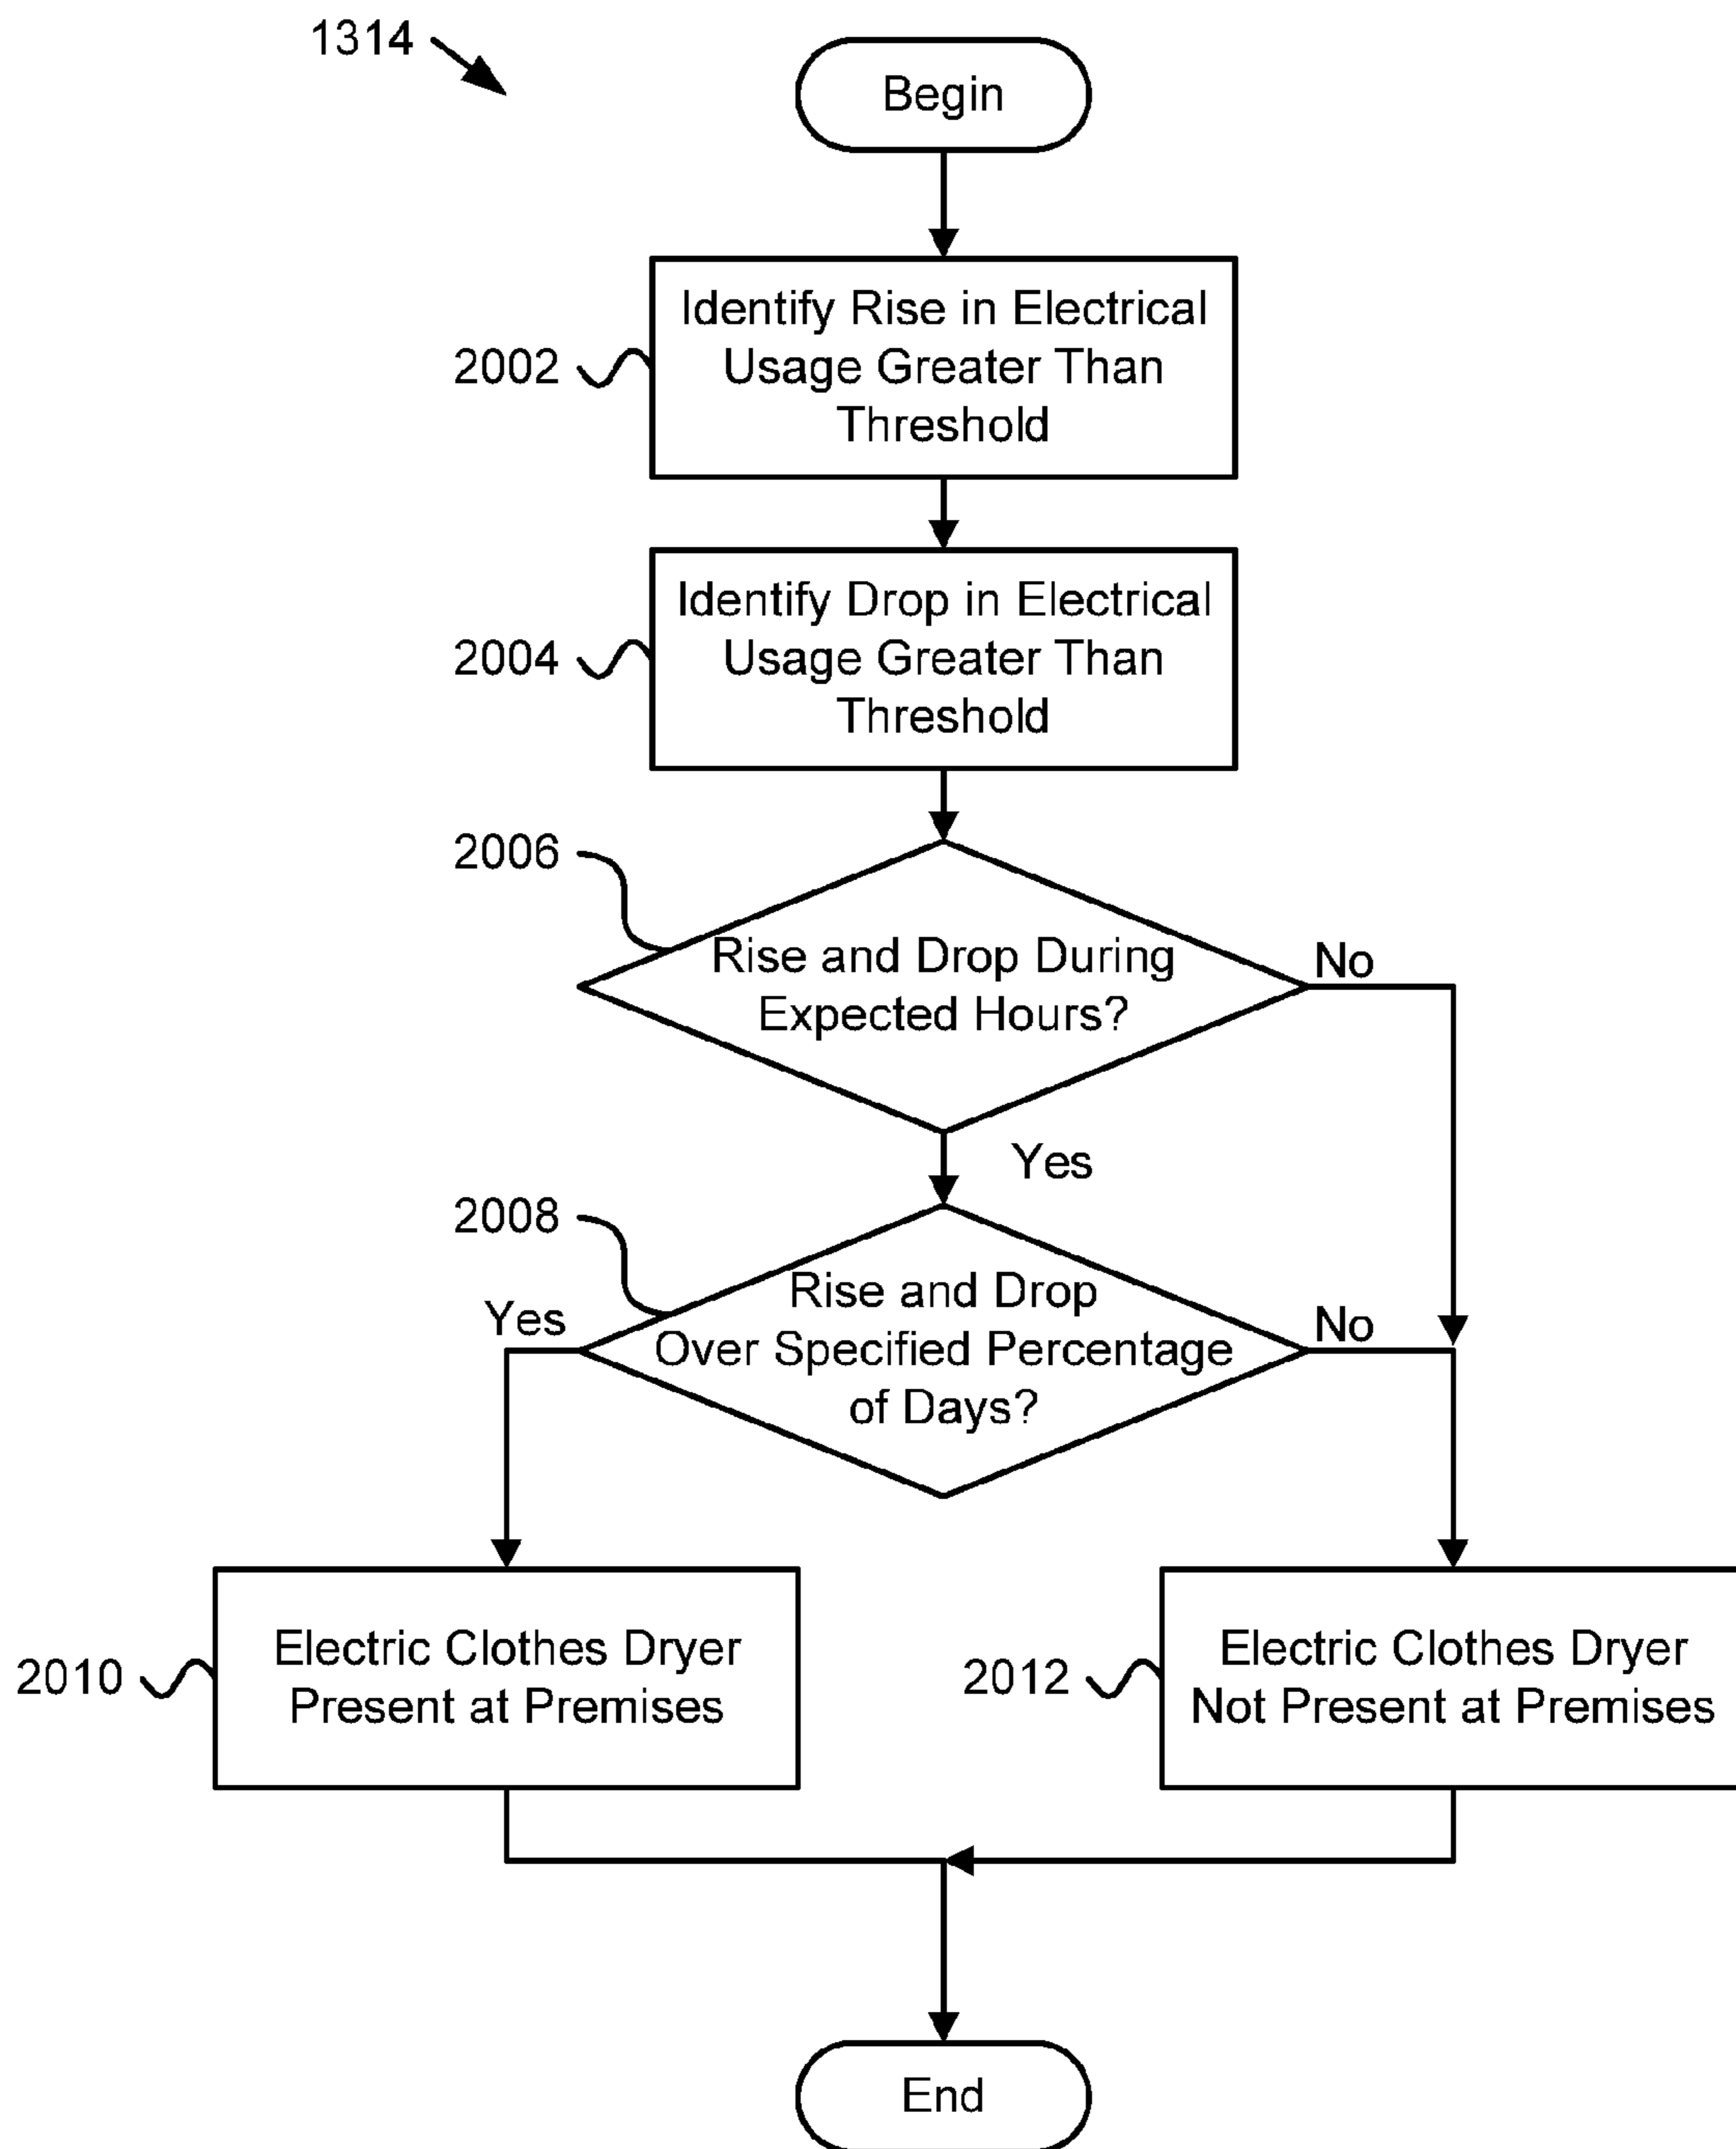 1314
Begin
2002
Identify Rise in Electrical
Usage Greater Than
Threshold
2004
Identify Drop in Electrical
Usage Greater Than
Threshold
2006
Rise and Drop During
Expected Hours?
No
Yes
2008
Rise and Drop
Over Specified Percentage
of Days?
Yes
No
2010
Electric Clothes Dryer
Present at Premises
2012
Electric Clothes Dryer
Not Present at Premises
End